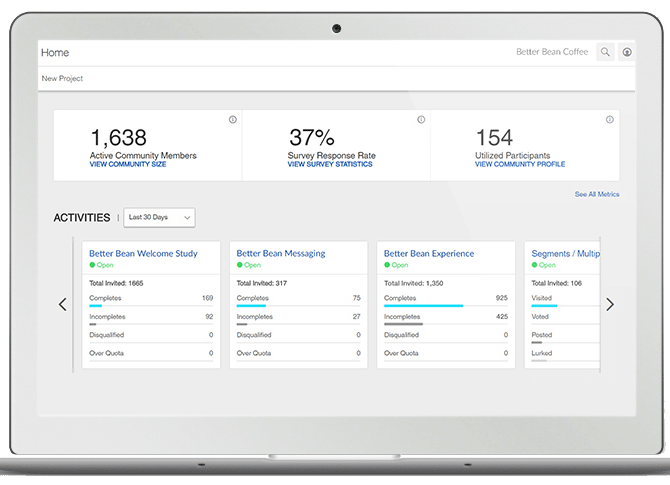 Home
Better Bean Coffee
New Project
1,638
Active Community Members
VIEW COMMUNITY SIZE
37%
Survey Response Rate
VIEW SURVEY STATISTICS
154
Utilized Participants
VIEW COMMUNITY PROFILE
See All Metrics
ACTIVITIES | Last 30 Days
Better Bean Welcome Study
Open
Total Invited: 1665
Completes 169
Incompletes 92
Disqualified 0
Over Quota 0
Better Bean Messaging
Open
Total Invited: 317
Completes 75
Incompletes 27
Disqualified 0
Over Quota 0
Better Bean Experience
Open
Total Invited: 1,350
Completes 925
Incompletes 425
Disqualified 0
Over Quota 0
Segments / Multip
Open
Total Invited: 106
Visited
Voted
Posted
Lurked